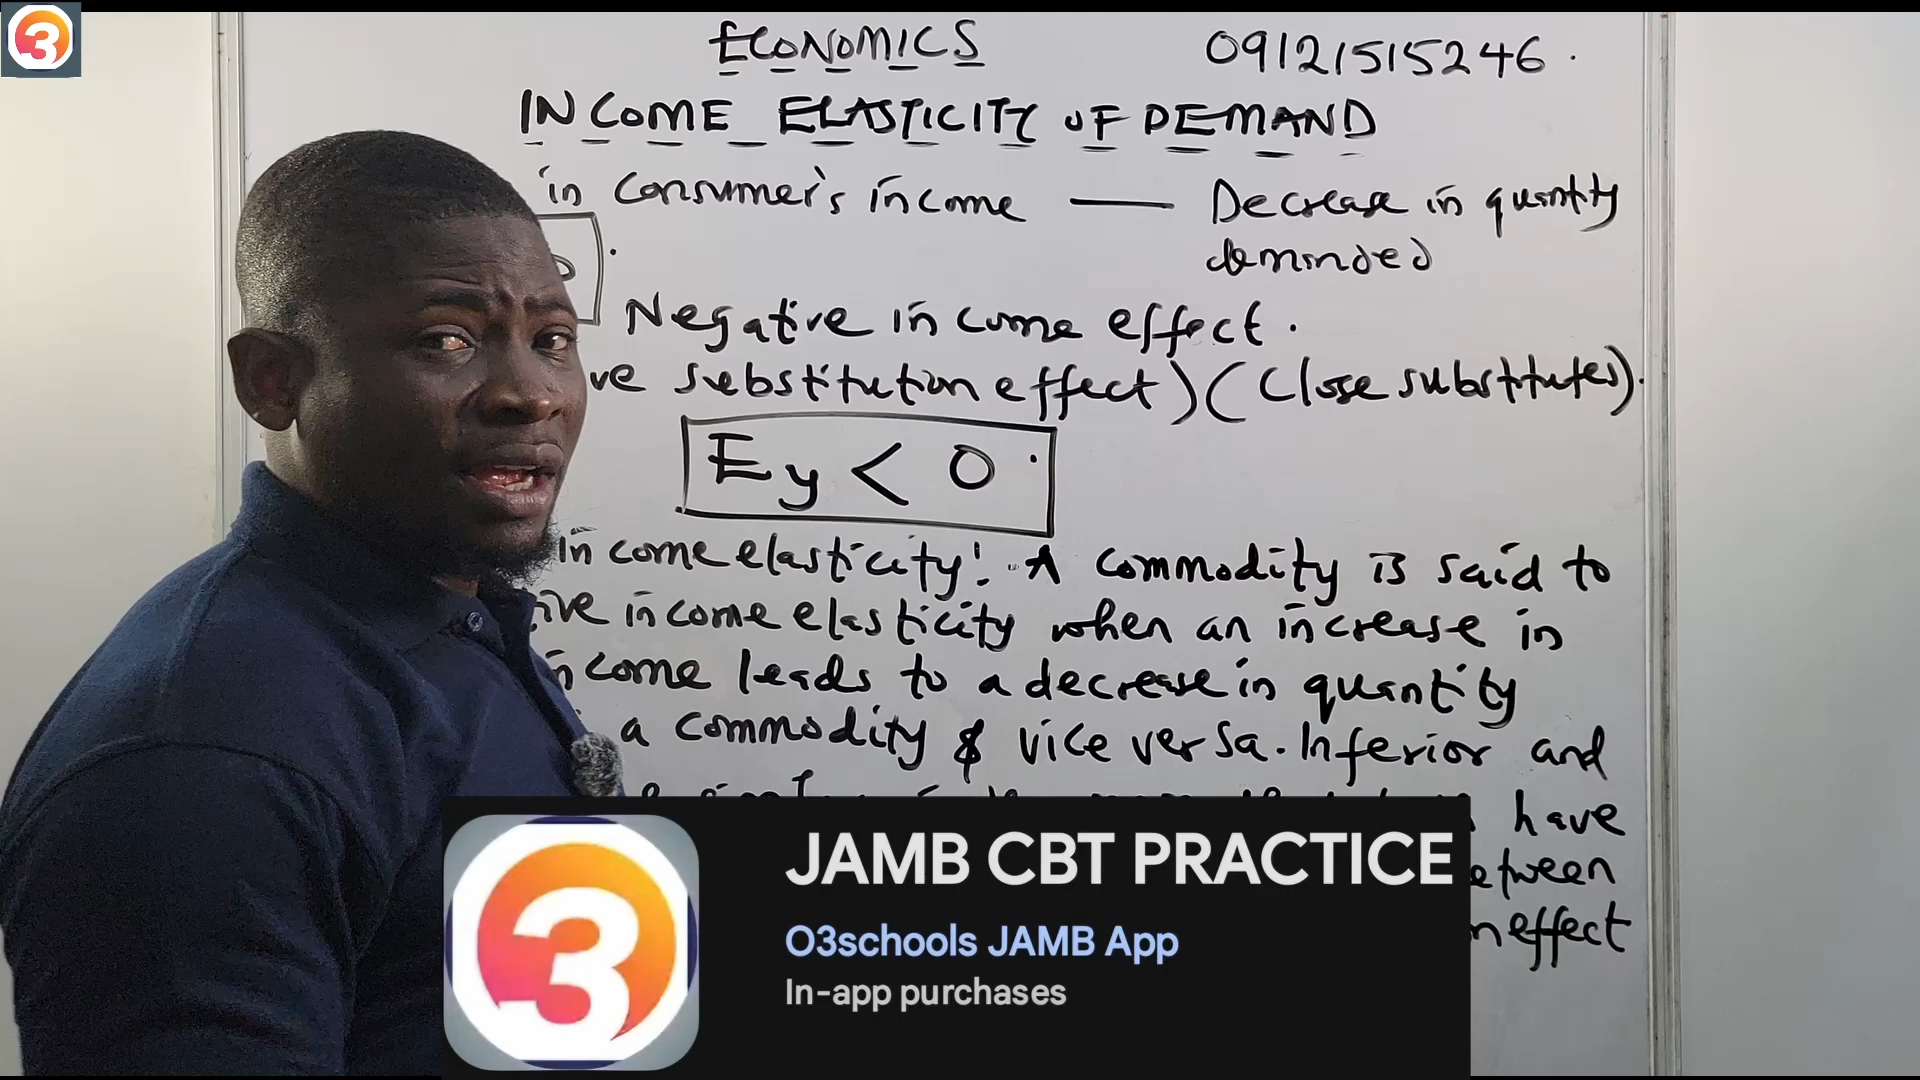 3
ECONOMICS 09121515246.
INCOME ELASTICITY OF DEMAND
in consumer's income — Decrease in quantity
demanded
Negative income effect.
ve substitution effect) (Close substitutes).
Ey < 0.
income elasticity: A commodity is said to
ive income elasticity when an increase in
income leads to a decrease in quantity
a commodity & vice versa. Inferior and
have
JAMB CBT PRACTICE
etween
O3schools JAMB App
n effect
In-app purchases
3